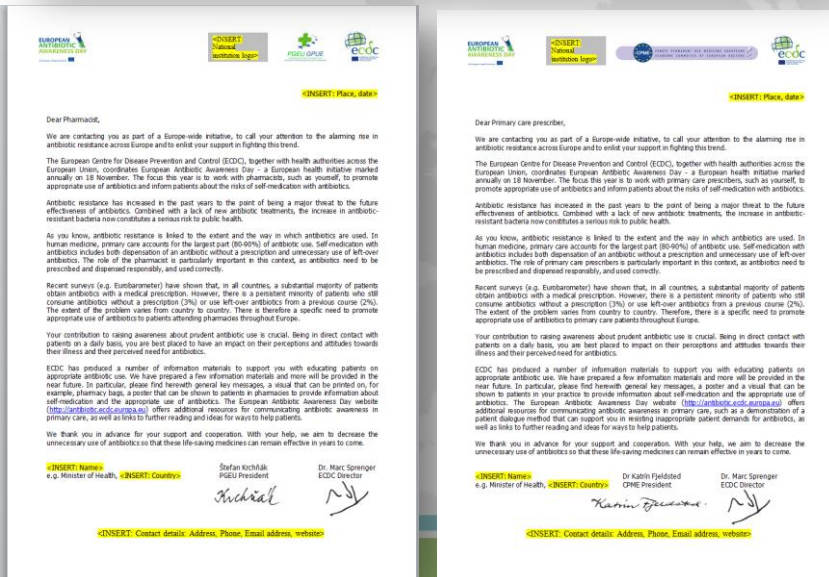 EUROPEAN
ANTIBIOTIC
AWARENESS DAY
<INSERT:
National
institution logo>
PGEU GPUE
ecdc
<INSERT: Place, date>
Dear Pharmacist,
We are contacting you as part of a Europe-wide initiative, to call your attention to the alarming rise in
antibiotic resistance across Europe and to enlist your support in fighting this trend.
The European Centre for Disease Prevention and Control (ECDC), together with health authorities across the
European Union, coordinates European Antibiotic Awareness Day - a European health initiative marked
annually on 18 November. The focus this year is to work with pharmacists, such as yourself, to promote
appropriate use of antibiotics and inform patients about the risks of self-medication with antibiotics.
Antibiotic resistance has increased in the past years to the point of being a major threat to the future
effectiveness of antibiotics. Combined with a lack of new antibiotic treatments, the increase in antibiotic-
resistant bacteria now constitutes a serious risk to public health.
As you know, antibiotic resistance is linked to the extent and the way in which antibiotics are used. In
human medicine, primary care accounts for the largest part (80-90%) of antibiotic use. Self-medication with
antibiotics includes both dispensation of an antibiotic without a prescription and unnecessary use of left-over
antibiotics. The role of the pharmacist is particularly important in this context, as antibiotics need to be
prescribed and dispensed responsibly, and used correctly.
Recent surveys (e.g. Eurobarometer) have shown that, in all countries, a substantial majority of patients
obtain antibiotics with a medical prescription. However, there is a persistent minority of patients who still
consume antibiotics without a prescription (3%) or use left-over antibiotics from a previous course (2%).
The extent of the problem varies from country to country. There is therefore a specific need to promote
appropriate use of antibiotics to patients attending pharmacies throughout Europe.
Your contribution to raising awareness about prudent antibiotic use is crucial. Being in direct contact with
patients on a daily basis, you are best placed to have an impact on their perceptions and attitudes towards
their illness and their perceived need for antibiotics.
ECDC has produced a number of information materials to support you with educating patients on
appropriate antibiotic use. We have prepared a few information materials and more will be provided in the
near future. In particular, please find herewith general key messages, a visual that can be printed on, for
example, pharmacy bags, a poster that can be shown to patients in pharmacies to provide information about
self-medication and the appropriate use of antibiotics. The European Antibiotic Awareness Day website
(http://antibiotic.ecdc.europa.eu) offers additional resources for communicating antibiotic awareness in
primary care, as well as links to further reading and ideas for ways to help patients.
We thank you in advance for your support and cooperation. With your help, we aim to decrease the
unnecessary use of antibiotics so that these life-saving medicines can remain effective in years to come.
<INSERT: Name>
e.g. Minister of Health, <INSERT: Country>
Štefan Krchňák
PGEU President
Dr. Marc Sprenger
ECDC Director
Krchňák
<INSERT: Contact details: Address, Phone, Email address, website>
EUROPEAN
ANTIBIOTIC
AWARENESS DAY
<INSERT:
National
institution logo>
CPME
ecdc
<INSERT: Place, date>
Dear Primary care prescriber,
We are contacting you as part of a Europe-wide initiative, to call your attention to the alarming rise in
antibiotic resistance across Europe and to enlist your support in fighting this trend.
The European Centre for Disease Prevention and Control (ECDC), together with health authorities across the
European Union, coordinates European Antibiotic Awareness Day - a European health initiative marked
annually on 18 November. The focus this year is to work with primary care prescribers, such as yourself, to
promote appropriate use of antibiotics and inform patients about the risks of self-medication with antibiotics.
Antibiotic resistance has increased in the past years to the point of being a major threat to the future
effectiveness of antibiotics. Combined with a lack of new antibiotic treatments, the increase in antibiotic-
resistant bacteria now constitutes a serious risk to public health.
As you know, antibiotic resistance is linked to the extent and the way in which antibiotics are used. In
human medicine, primary care accounts for the largest part (80-90%) of antibiotic use. Self-medication with
antibiotics includes both dispensation of an antibiotic without a prescription and unnecessary use of left-over
antibiotics. The role of primary care prescribers is particularly important in this context, as antibiotics need to
be prescribed and dispensed responsibly, and used correctly.
Recent surveys (e.g. Eurobarometer) have shown that, in all countries, a substantial majority of patients
obtain antibiotics with a medical prescription. However, there is a persistent minority of patients who still
consume antibiotics without a prescription (3%) or use left-over antibiotics from a previous course (2%).
The extent of the problem varies from country to country. Therefore, there is a specific need to promote
appropriate use of antibiotics to primary care patients throughout Europe.
Your contribution to raising awareness about prudent antibiotic use is crucial. Being in direct contact with
patients on a daily basis, you are best placed to impact on their perceptions and attitudes towards their
illness and their perceived need for antibiotics.
ECDC has produced a number of information materials to support you with educating patients on
appropriate antibiotic use. We have prepared a few information materials and more will be provided in the
near future. In particular, please find herewith general key messages, a poster and a visual that can be
shown to patients in your practice to provide information about self-medication and the appropriate use of
antibiotics. The European Antibiotic Awareness Day website (http://antibiotic.ecdc.europa.eu) offers
additional resources for communicating antibiotic awareness in primary care, such as a demonstration of a
patient dialogue method that can support you in resisting inappropriate patient demands for antibiotics, as
well as links to further reading and ideas for ways to help patients.
We thank you in advance for your support and cooperation. With your help, we aim to decrease the
unnecessary use of antibiotics so that these life-saving medicines can remain effective in years to come.
<INSERT: Name>
e.g. Minister of Health, <INSERT: Country>
Dr Katrín Fjeldsted
CPME President
Dr. Marc Sprenger
ECDC Director
Katrín Fjeldsted.
<INSERT: Contact details: Address, Phone, Email address, website>